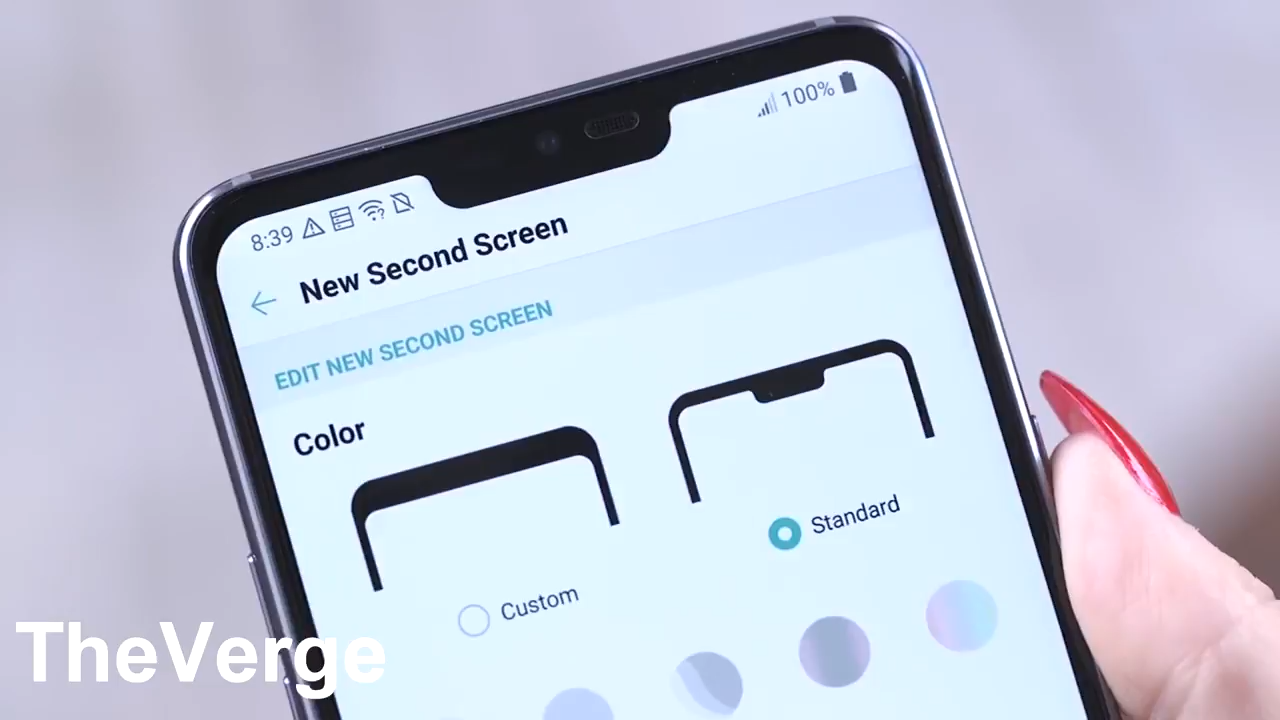 8:39
100%
New Second Screen
EDIT NEW SECOND SCREEN
Color
Standard
Custom
TheVerge